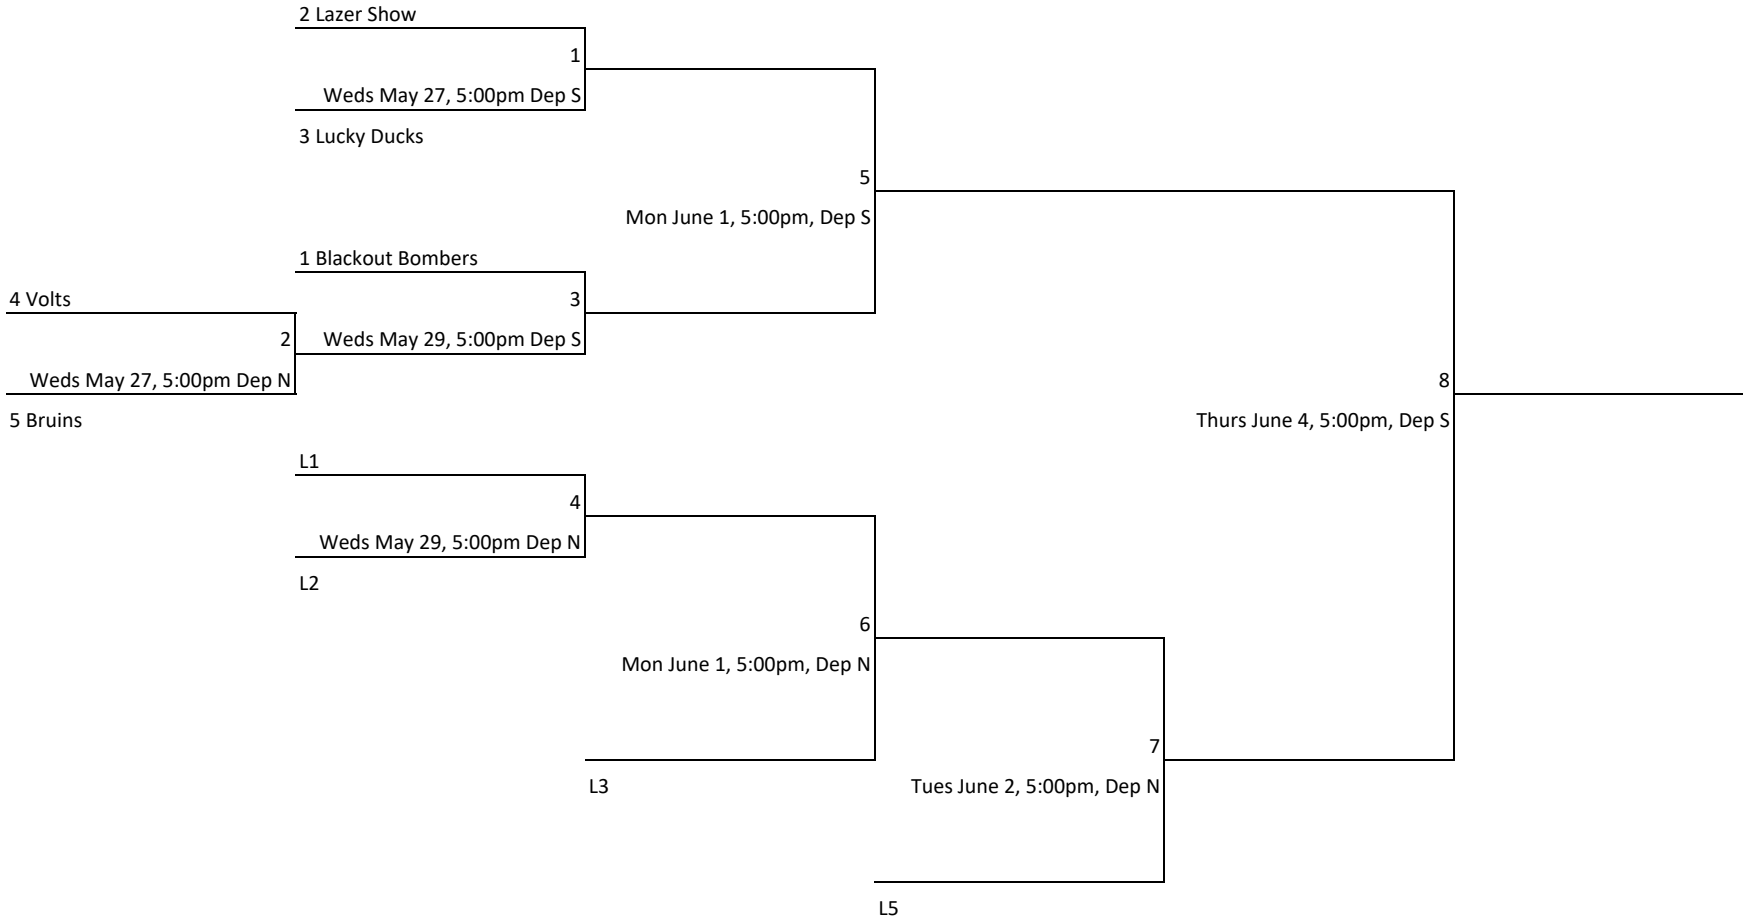 2 Lazer Show
1
Weds May 27, 5:00pm Dep S
3 Lucky Ducks
5
Mon June 1, 5:00pm, Dep S
1 Blackout Bombers
4 Volts
3
2
Weds May 29, 5:00pm Dep S
Weds May 27, 5:00pm Dep N
8
5 Bruins
Thurs June 4, 5:00pm, Dep S
L1
4
Weds May 29, 5:00pm Dep N
L2
6
Mon June 1, 5:00pm, Dep N
7
L3
Tues June 2, 5:00pm, Dep N
L5